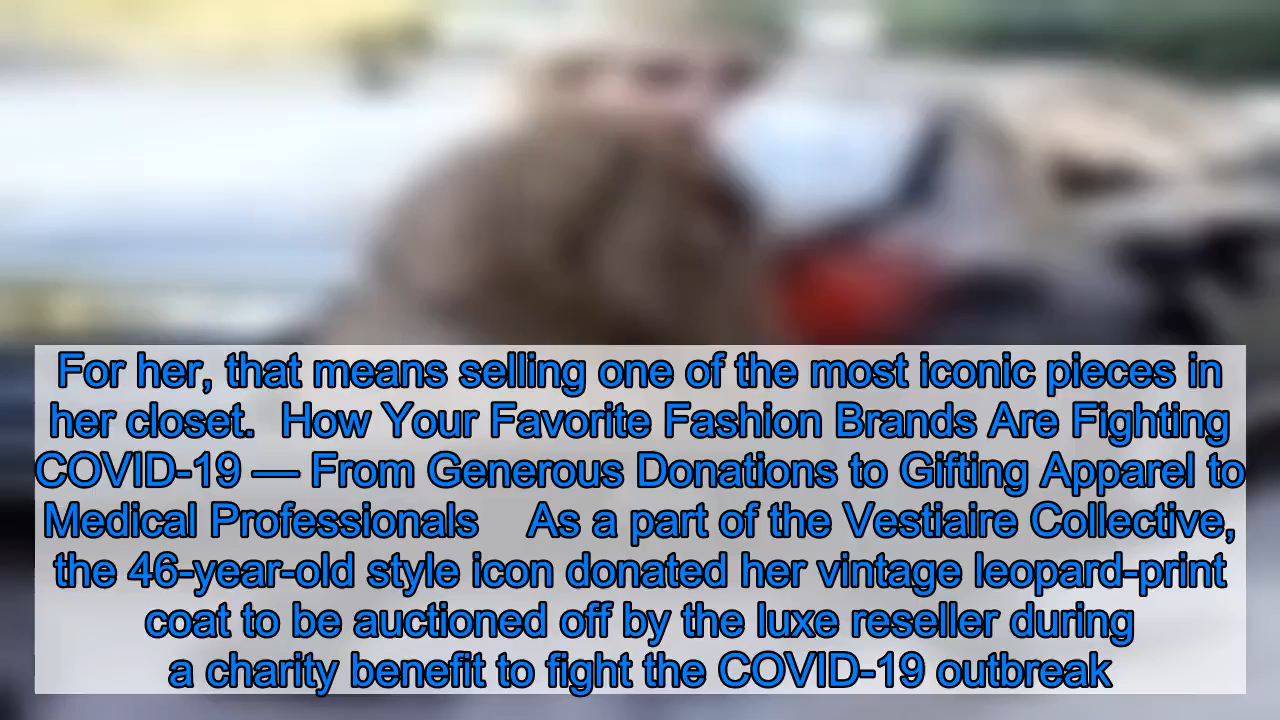 For her, that means selling one of the most iconic pieces in
her closet.  How Your Favorite Fashion Brands Are Fighting
COVID-19 — From Generous Donations to Gifting Apparel to
Medical Professionals    As a part of the Vestiaire Collective,
the 46-year-old style icon donated her vintage leopard-print
coat to be auctioned off by the luxe reseller during
a charity benefit to fight the COVID-19 outbreak